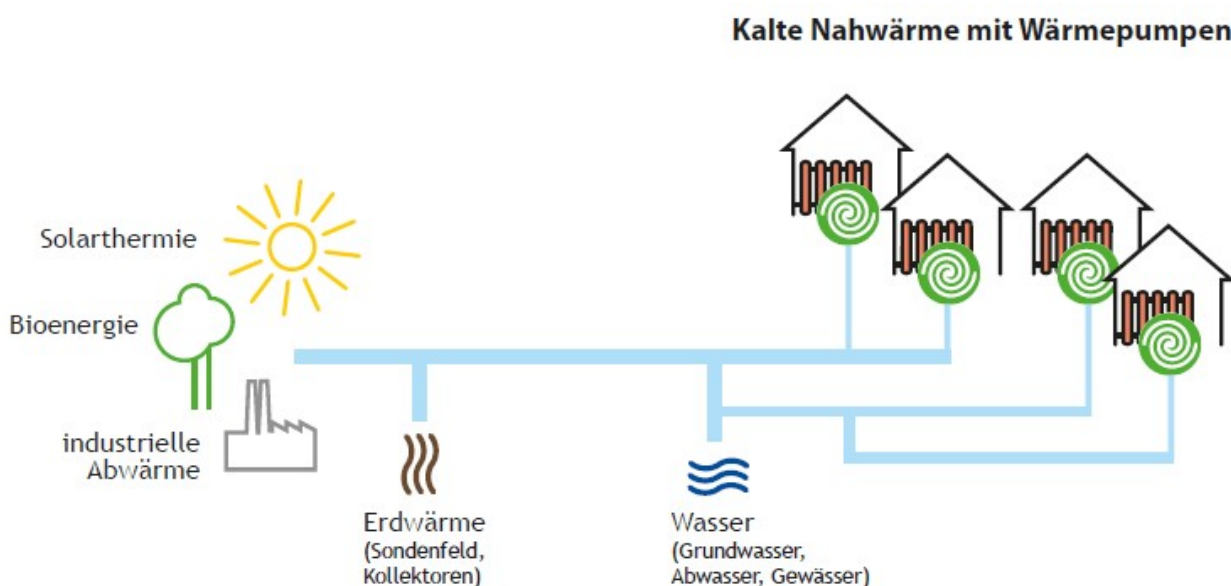 Kalte Nahwärme mit Wärmepumpen
Solarthermie
Bioenergie
industrielle
Abwärme
Erdwärme
(Sondenfeld,
Kollektoren)
Wasser
(Grundwasser,
Abwasser, Gewässer)